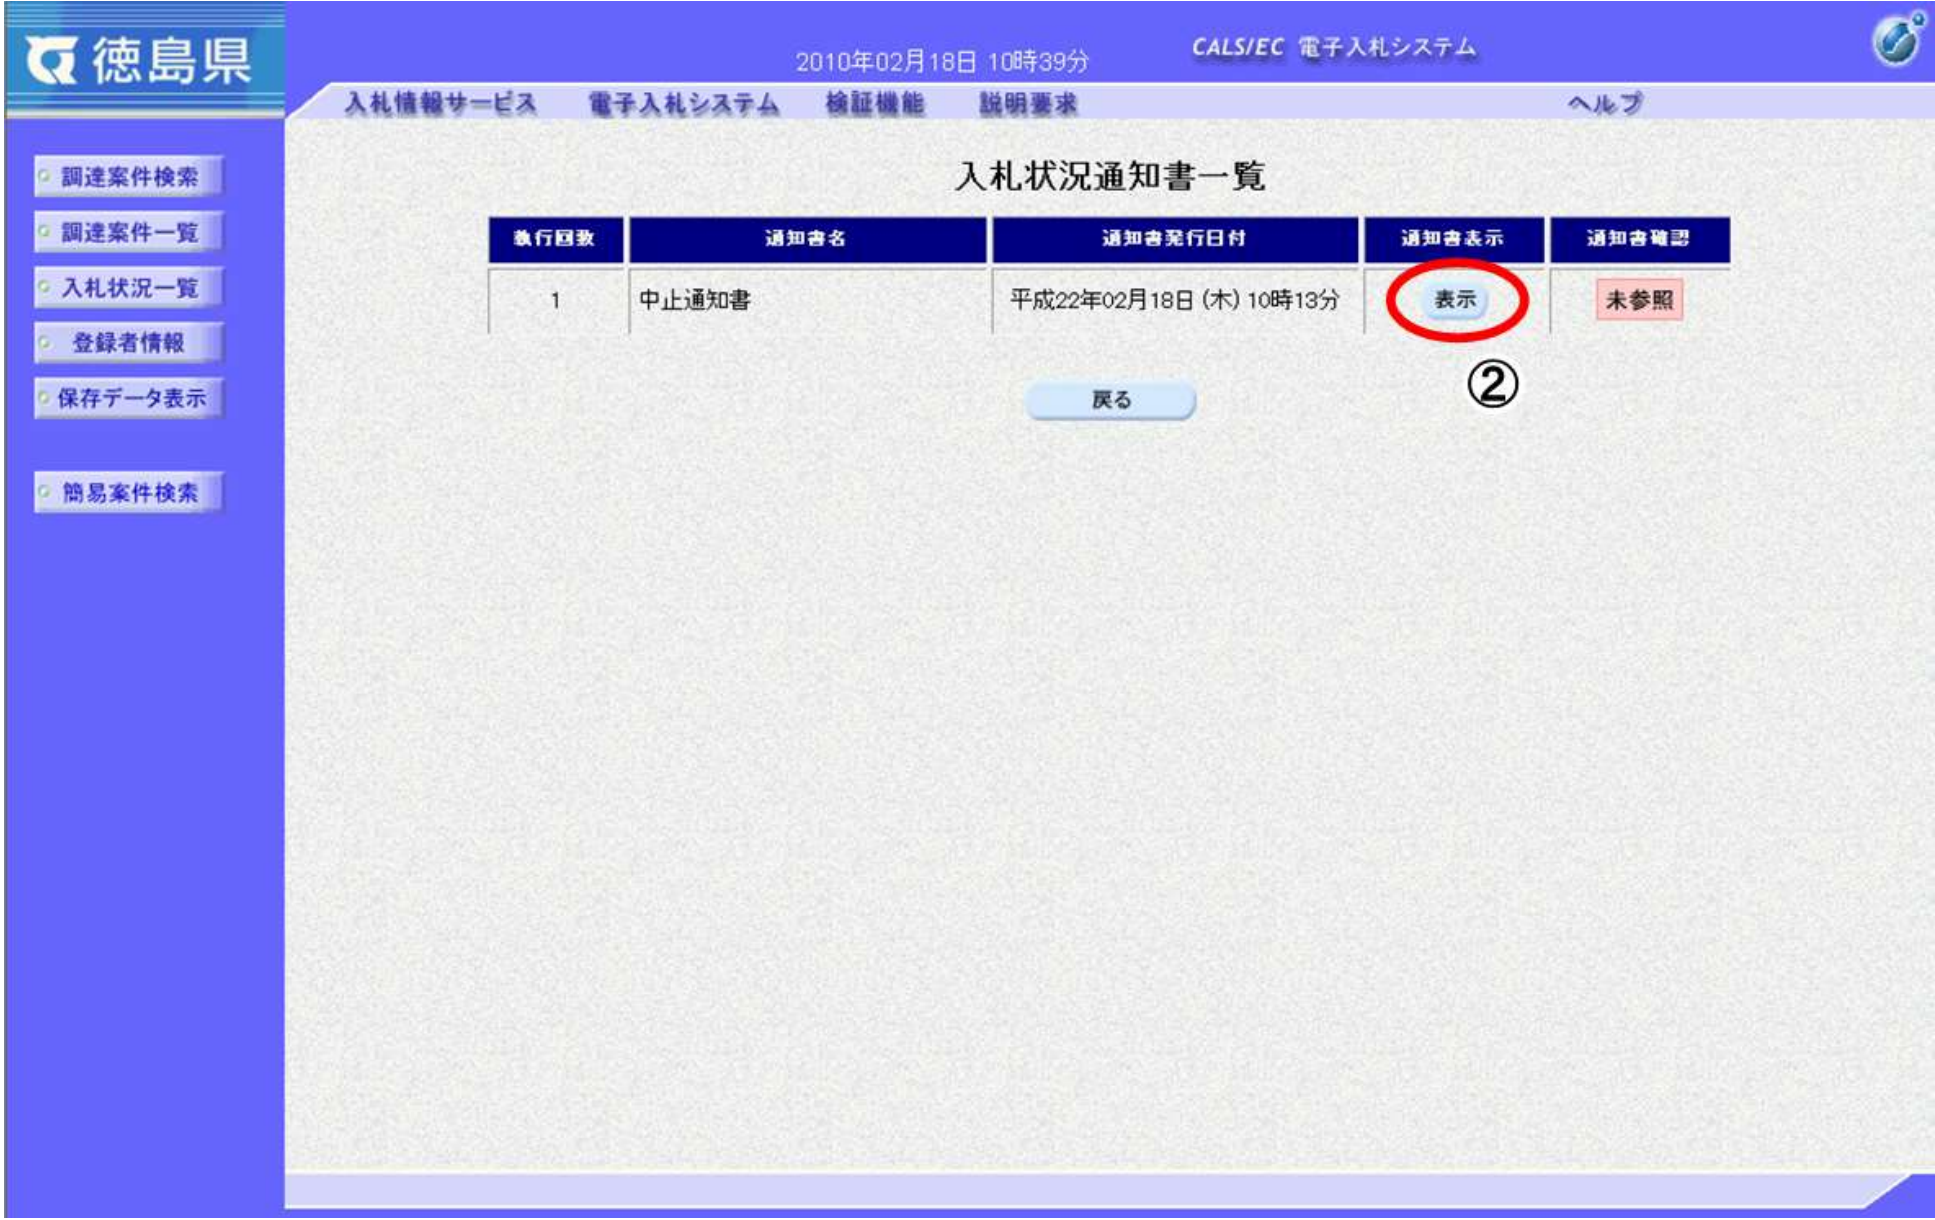 徳島県
2010年02月18日 10時39分
CALS/EC 電子入札システム
入札情報サービス 電子入札システム 検証機能 説明要求 ヘルプ
調達案件検索
調達案件一覧
入札状況一覧
登録者情報
保存データ表示
簡易案件検索
入札状況通知書一覧
執行回数 通知書名 通知書発行日付 通知書表示 通知書確認
1 中止通知書 平成22年02月18日 (木) 10時13分 表示 未参照
②
戻る